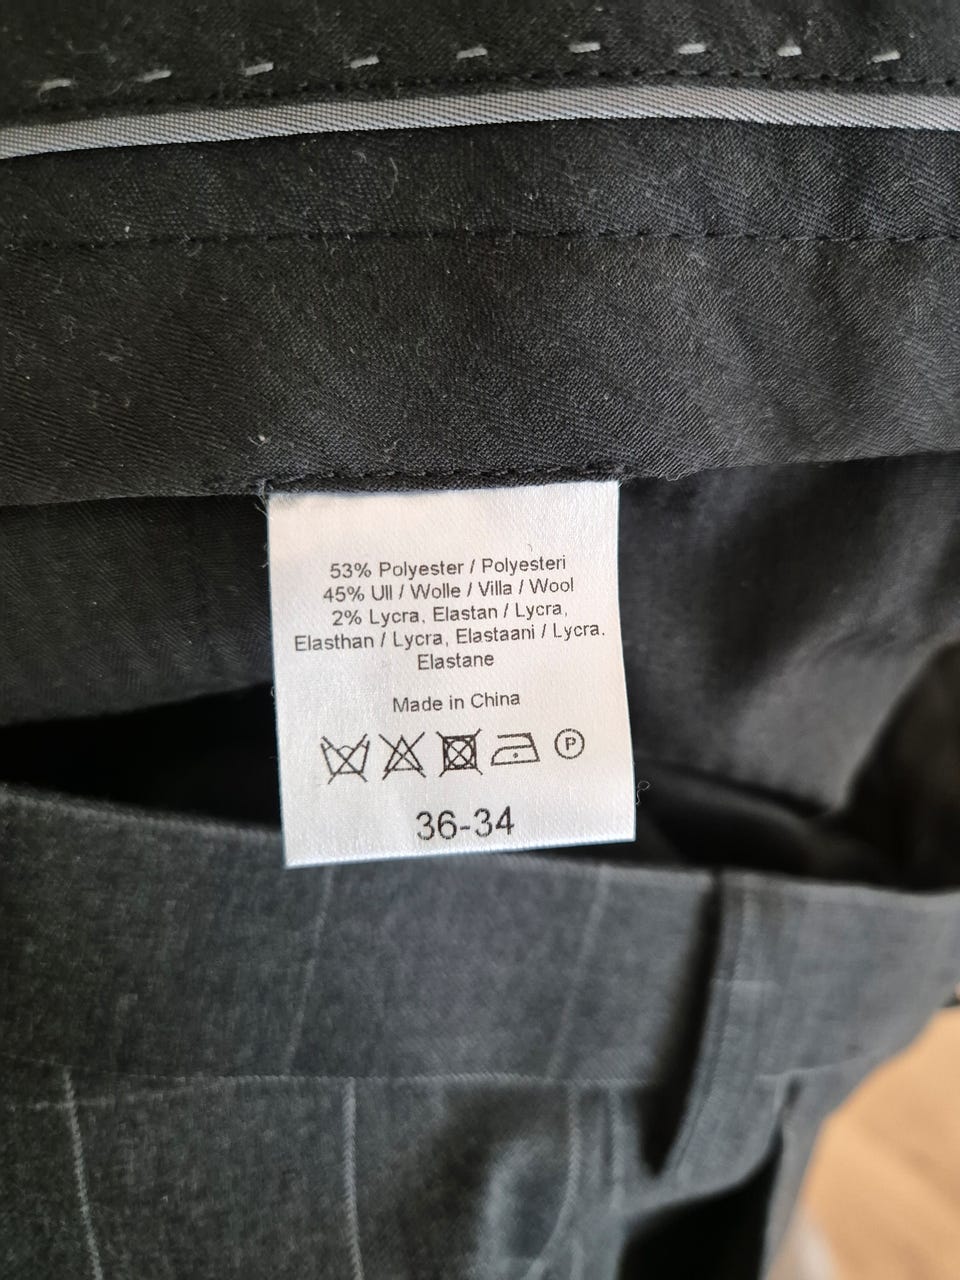 53% Polyester / Polyesteri
45% Ull / Wolle / Villa / Wool
2% Lycra, Elastan / Lycra,
Elasthan / Lycra, Elastaani / Lycra.
Elastane
Made in China
P
36-34